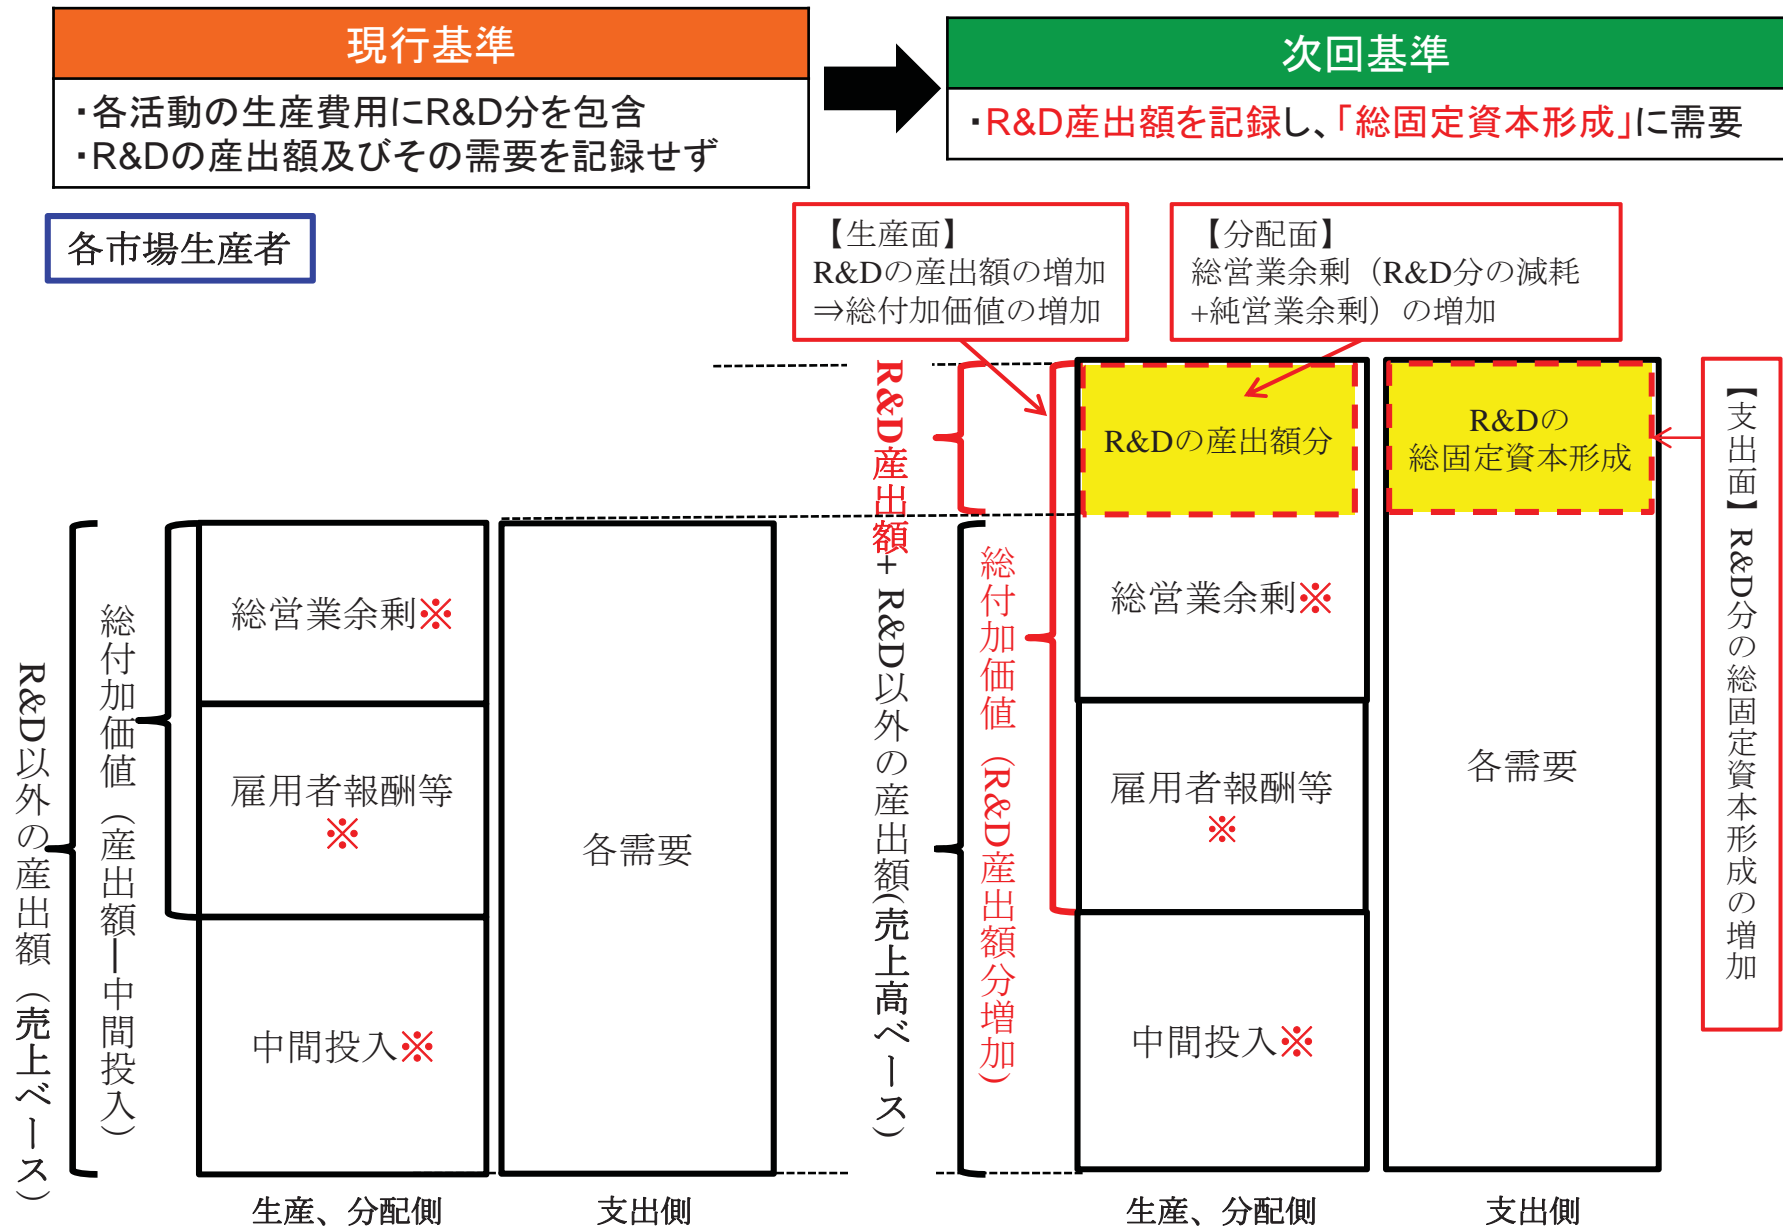 現行基準
・各活動の生産費用にR&D分を包含
・R&Dの産出額及びその需要を記録せず
次回基準
・R&D産出額を記録し、「総固定資本形成」に需要
各市場生産者
【生産面】
R&Dの産出額の増加
⇒総付加価値の増加
【分配面】
総営業余剰（R&D分の減耗
+純営業余剰）の増加
R&D以外の産出額（売上ベース）
総付加価値（産出額―中間投入）
総営業余剰※
雇用者報酬等
※
中間投入※
各需要
生産、分配側
支出側
R&D産出額+ R&D以外の産出額(売上高ベース)
総付加価値（R&D産出額分増加）
R&Dの産出額分
総営業余剰※
雇用者報酬等
※
中間投入※
R&Dの
総固定資本形成
各需要
生産、分配側
支出側
【支出面】R&D分の総固定資本形成の増加